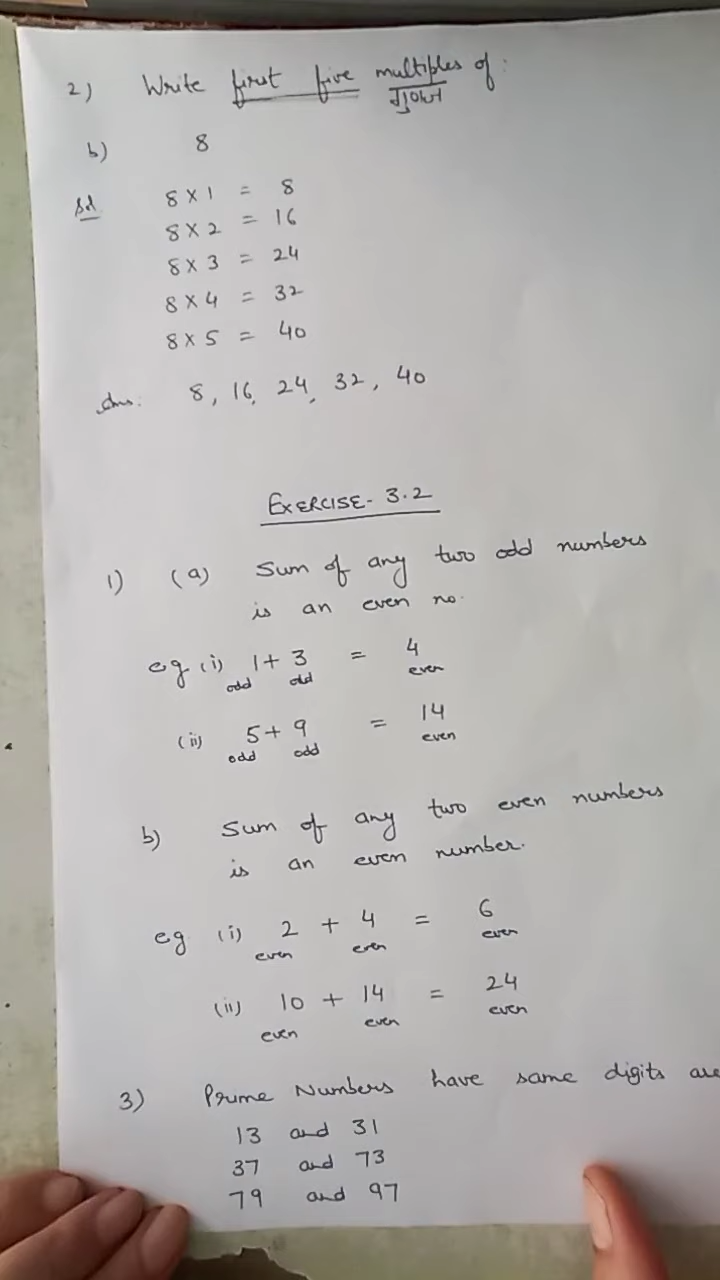 2) Write first five multiples of:
गुणज
b) 8
Sol 8 x 1 = 8
8 x 2 = 16
8 x 3 = 24
8 x 4 = 32
8 x 5 = 40
Ans: 8, 16, 24, 32, 40
EXERCISE- 3.2
1) (a) Sum of any two odd numbers
is an even no.
eg (i) 1 + 3 = 4
odd odd even
(ii) 5 + 9 = 14
odd odd even
b) Sum of any two even numbers
is an even number.
eg (i) 2 + 4 = 6
even even even
(ii) 10 + 14 = 24
even even even
3) Prime Numbers have same digits are
13 and 31
37 and 73
79 and 97